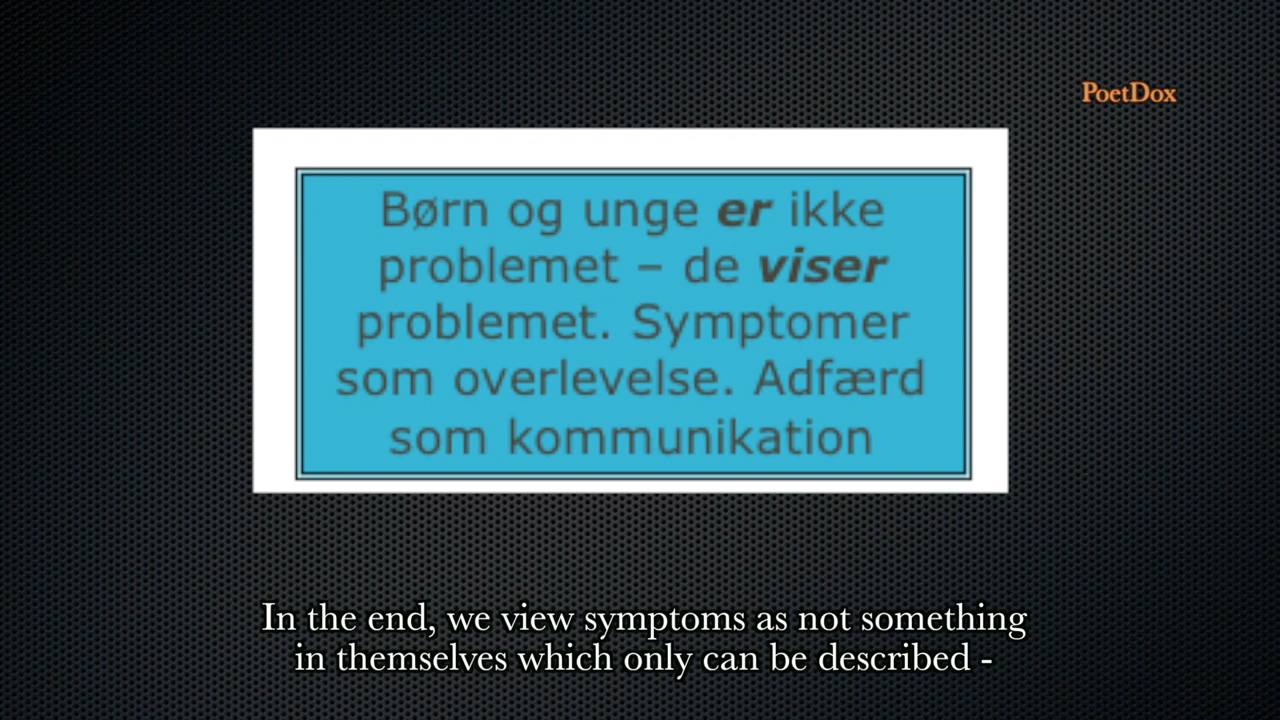 PoetDox
Børn og unge er ikke
problemet – de viser
problemet. Symptomer
som overlevelse. Adfærd
som kommunikation
In the end, we view symptoms as not something
in themselves which only can be described -